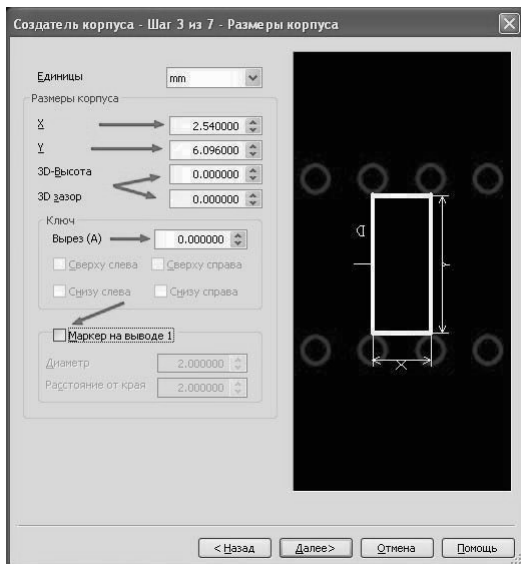 Создатель корпуса - Шаг 3 из 7 - Размеры корпуса
Единицы mm
Размеры корпуса
X 2.540000
Y 6.096000
3D-Высота 0.000000
3D зазор 0.000000
Ключ
Вырез (A) 0.000000
Сверху слева Сверху справа
Снизу слева Снизу справа
Маркер на выводе 1
Диаметр 2.000000
Расстояние от края 2.000000
D
Y
X
< Назад Далее> Отмена Помощь